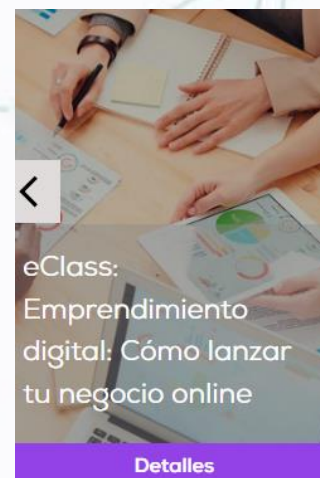 eClass:
Emprendimiento
digital: Cómo lanzar
tu negocio online
Detalles